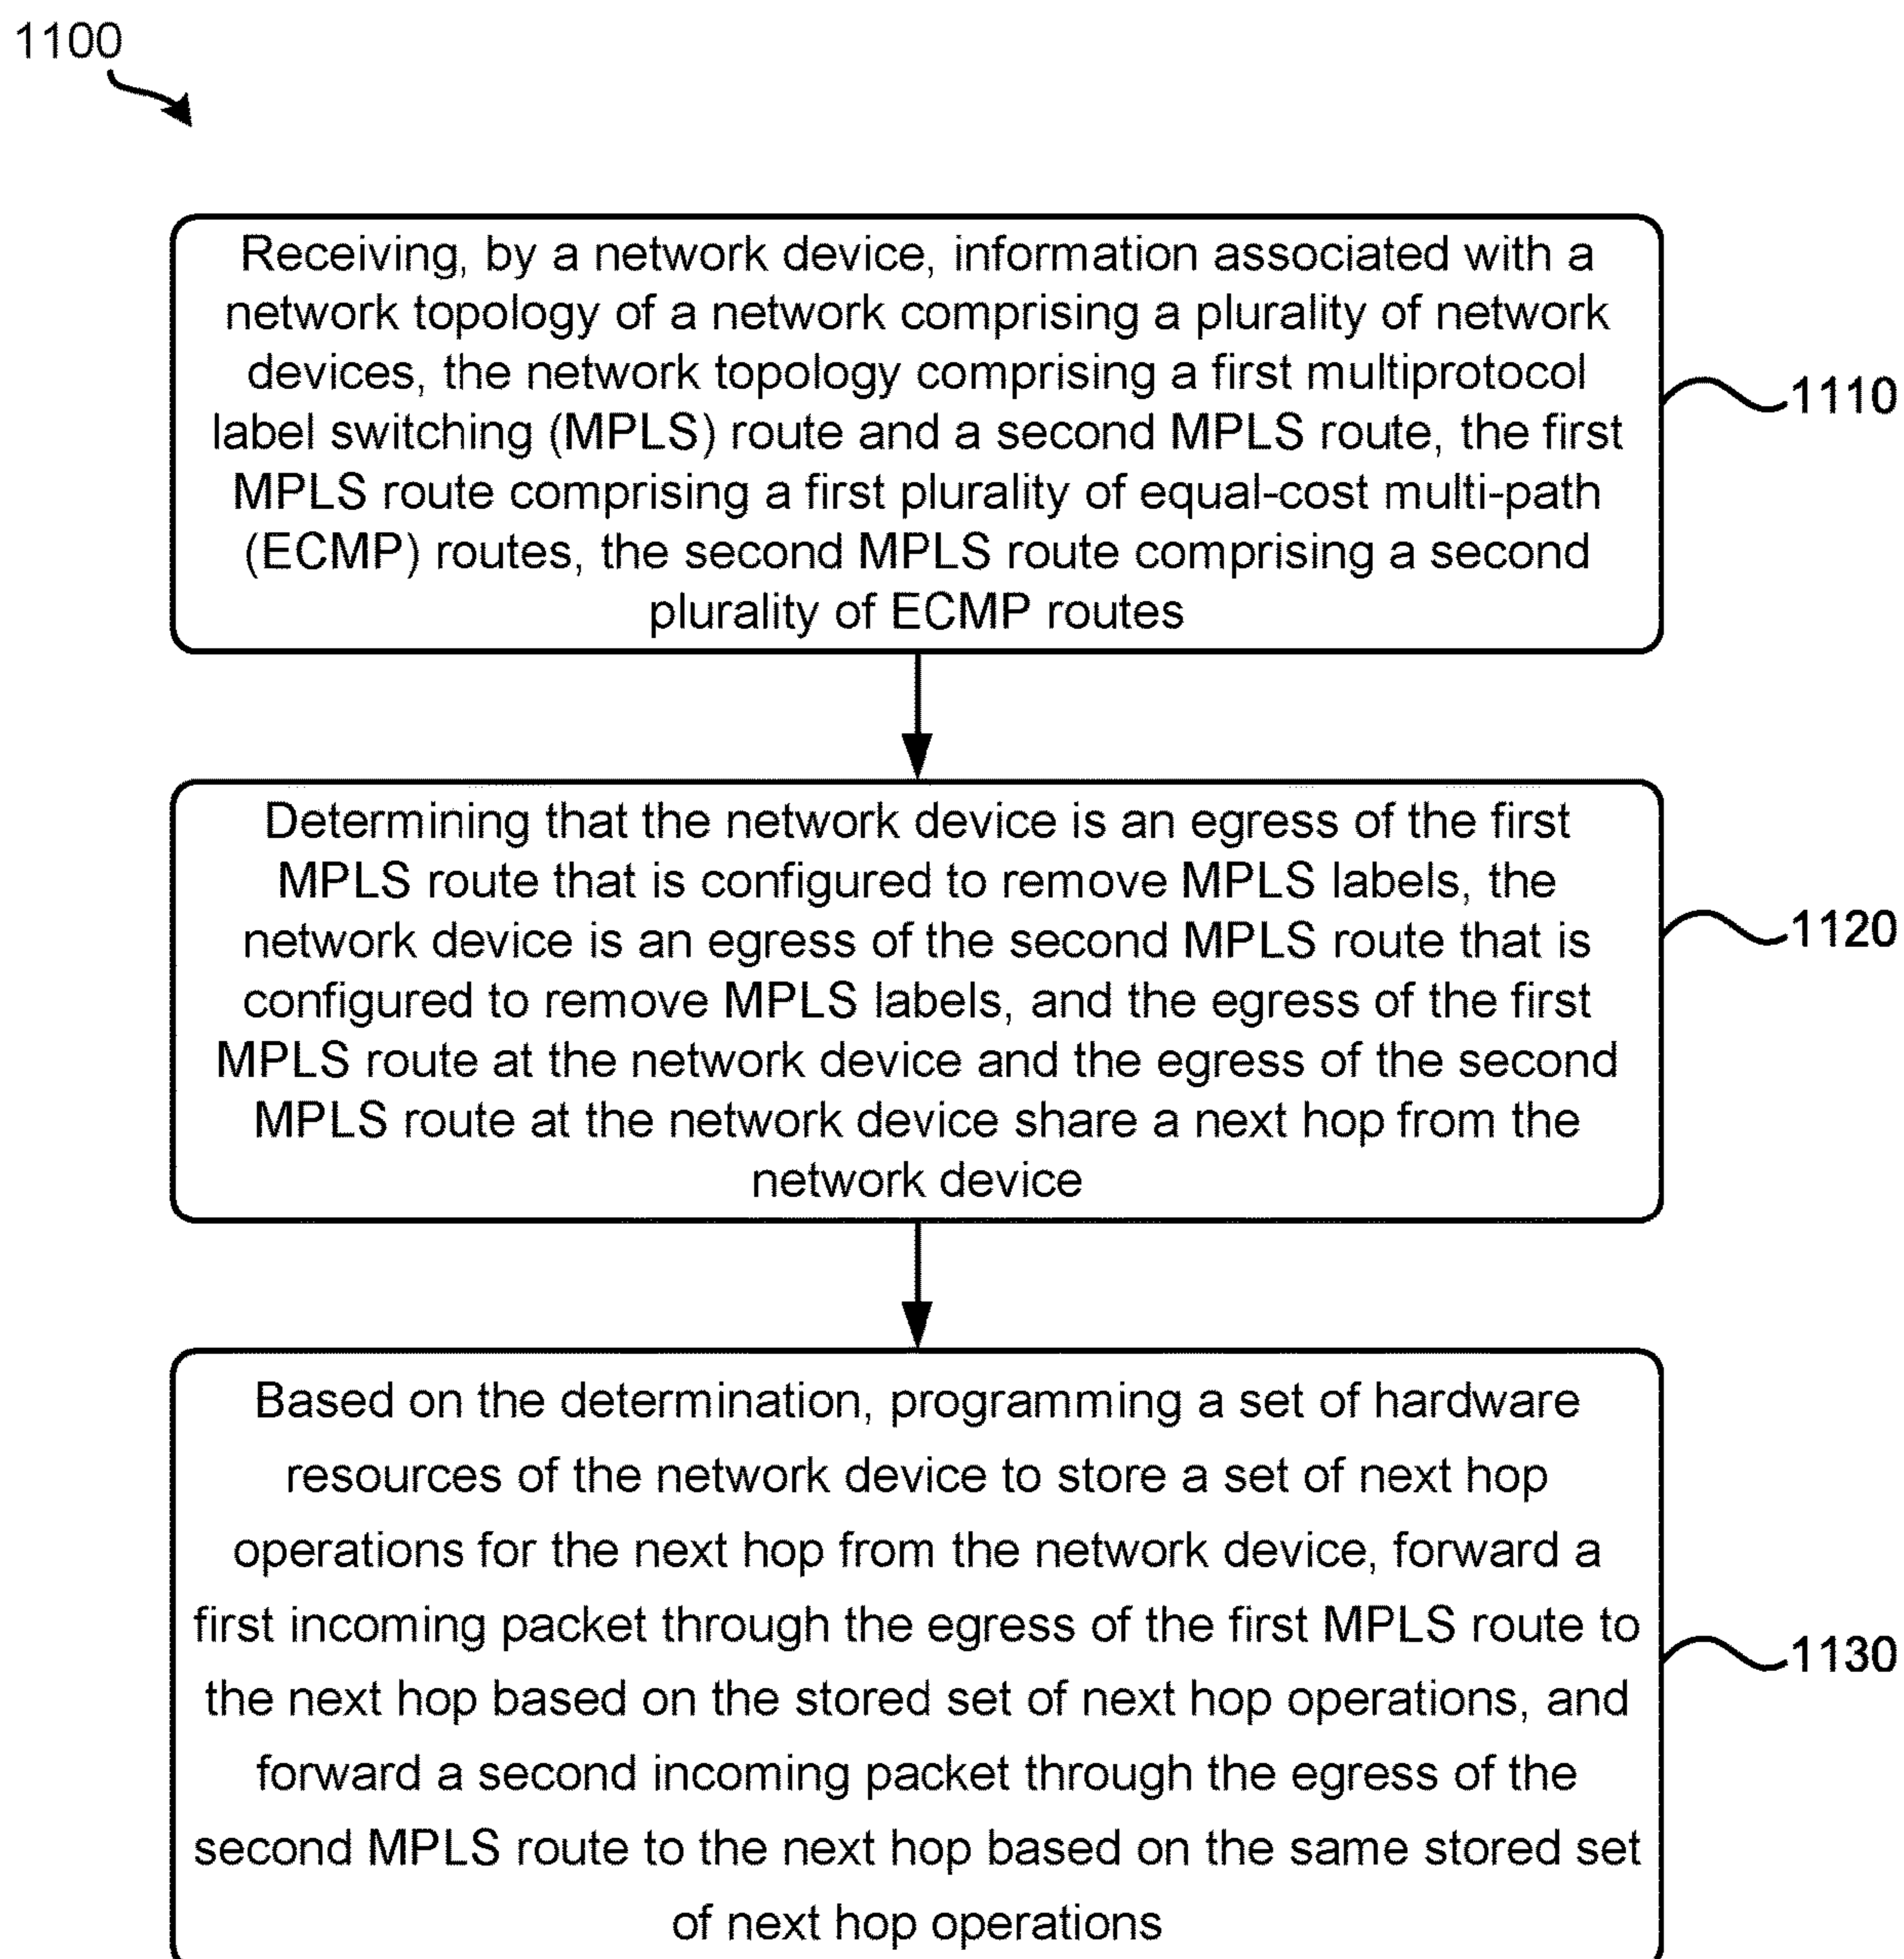 1100
Receiving, by a network device, information associated with a
network topology of a network comprising a plurality of network
devices, the network topology comprising a first multiprotocol
label switching (MPLS) route and a second MPLS route, the first
MPLS route comprising a first plurality of equal-cost multi-path
(ECMP) routes, the second MPLS route comprising a second
plurality of ECMP routes
1110
Determining that the network device is an egress of the first
MPLS route that is configured to remove MPLS labels, the
network device is an egress of the second MPLS route that is
configured to remove MPLS labels, and the egress of the first
MPLS route at the network device and the egress of the second
MPLS route at the network device share a next hop from the
network device
1120
Based on the determination, programming a set of hardware
resources of the network device to store a set of next hop
operations for the next hop from the network device, forward a
first incoming packet through the egress of the first MPLS route to
the next hop based on the stored set of next hop operations, and
forward a second incoming packet through the egress of the
second MPLS route to the next hop based on the same stored set
of next hop operations
1130